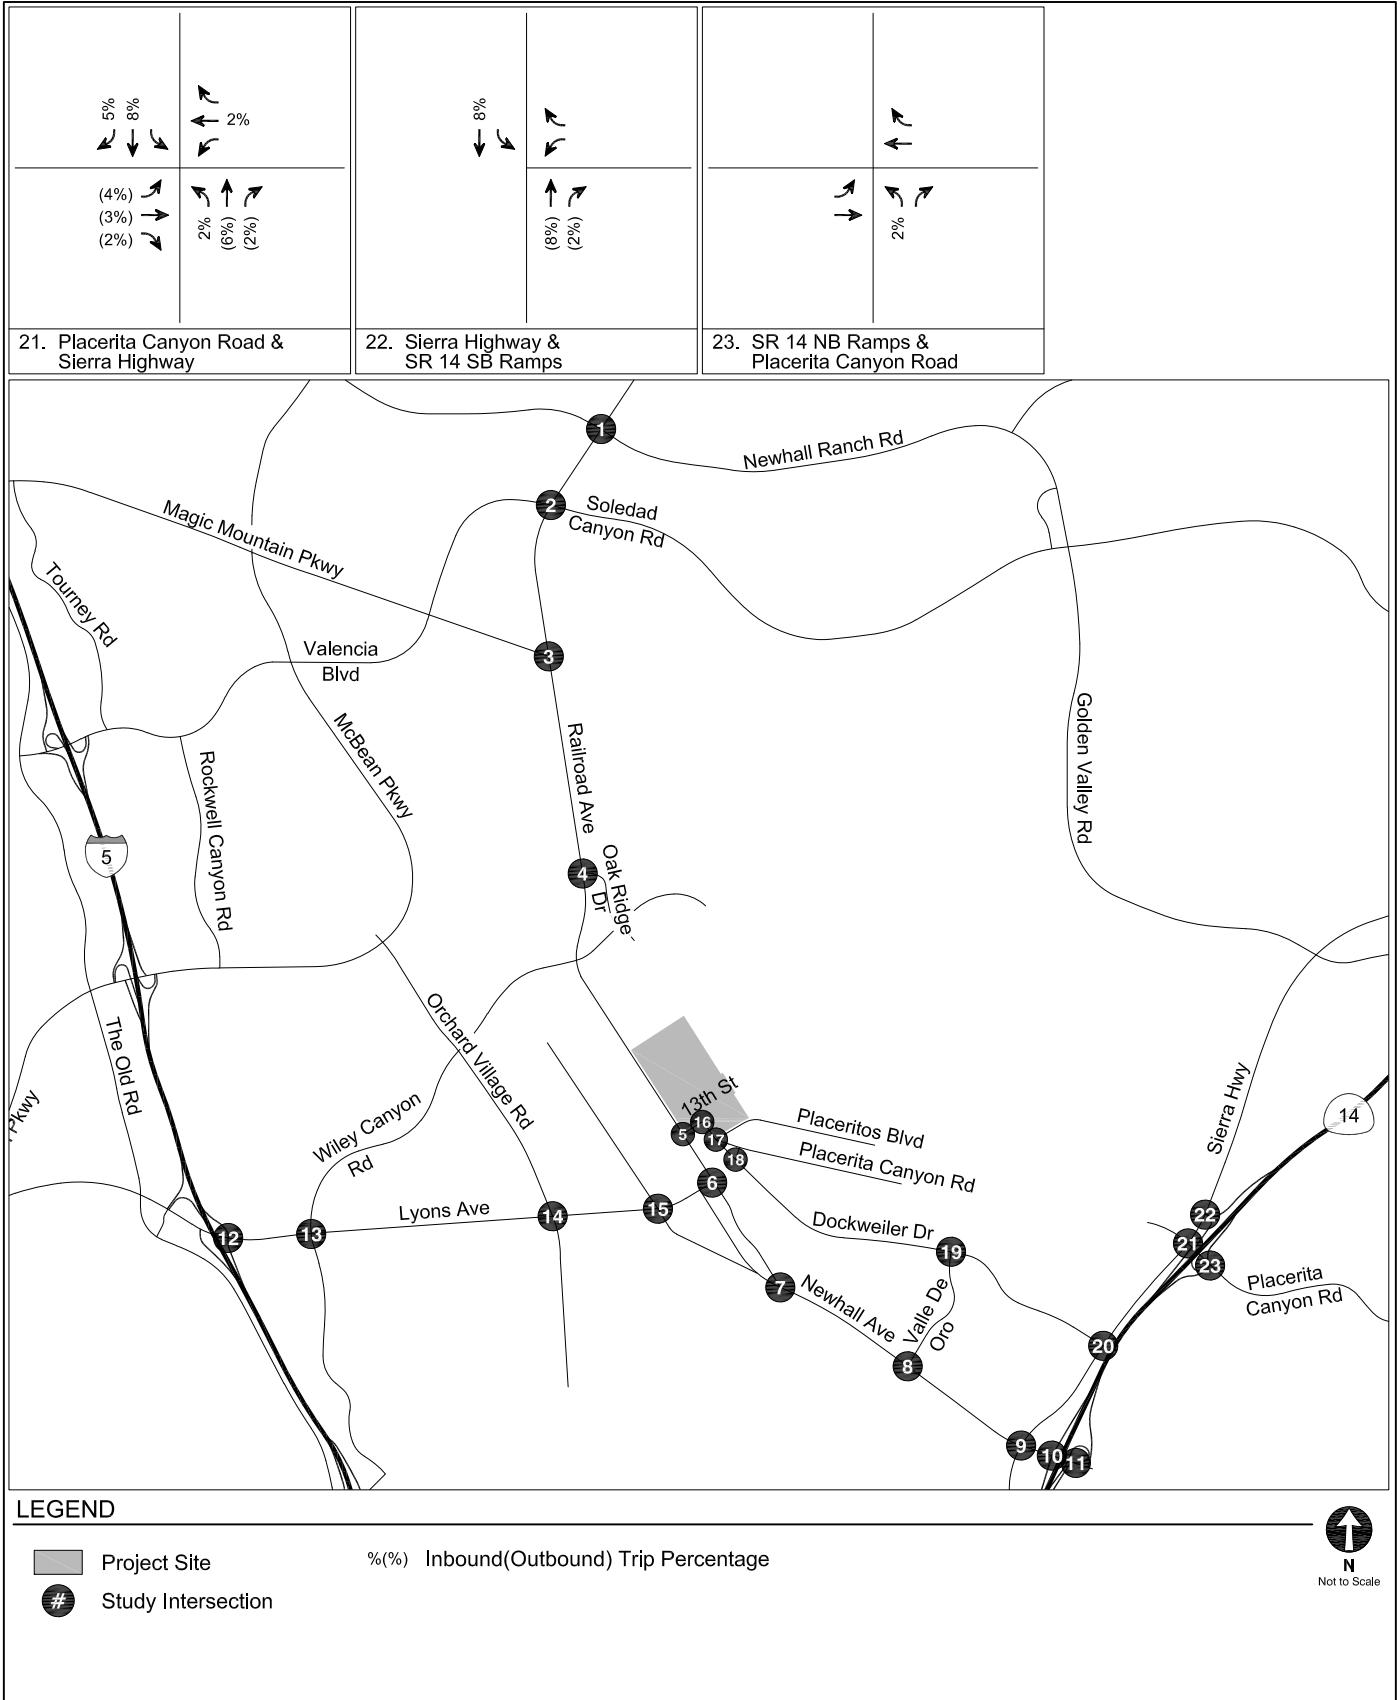 5%
8%
2%
(4%)
(3%)
(2%)
2%
(6%)
(2%)
21. Placerita Canyon Road &
Sierra Highway
8%
(8%)
(2%)
22. Sierra Highway &
SR 14 SB Ramps
2%
23. SR 14 NB Ramps &
Placerita Canyon Road
1
Newhall Ranch Rd
2
Soledad
Canyon Rd
Magic Mountain Pkwy
Tourney Rd
Valencia
Blvd
3
McBean Pkwy
Railroad Ave
Golden Valley Rd
Rockwell Canyon Rd
5
4
Oak Ridge
Dr
Orchard Village Rd
The Old Rd
Pkwy
Wiley Canyon
Rd
13th St
16
5
17
18
Placeritos Blvd
Placerita Canyon Rd
Sierra Hwy
14
6
Lyons Ave
12
13
14
15
Dockweiler Dr
19
22
21
23
Placerita
Canyon Rd
7
Newhall Ave
Valle De
Oro
8
20
9
10
11
LEGEND
Project Site
%(%) Inbound(Outbound) Trip Percentage
# Study Intersection
N
Not to Scale